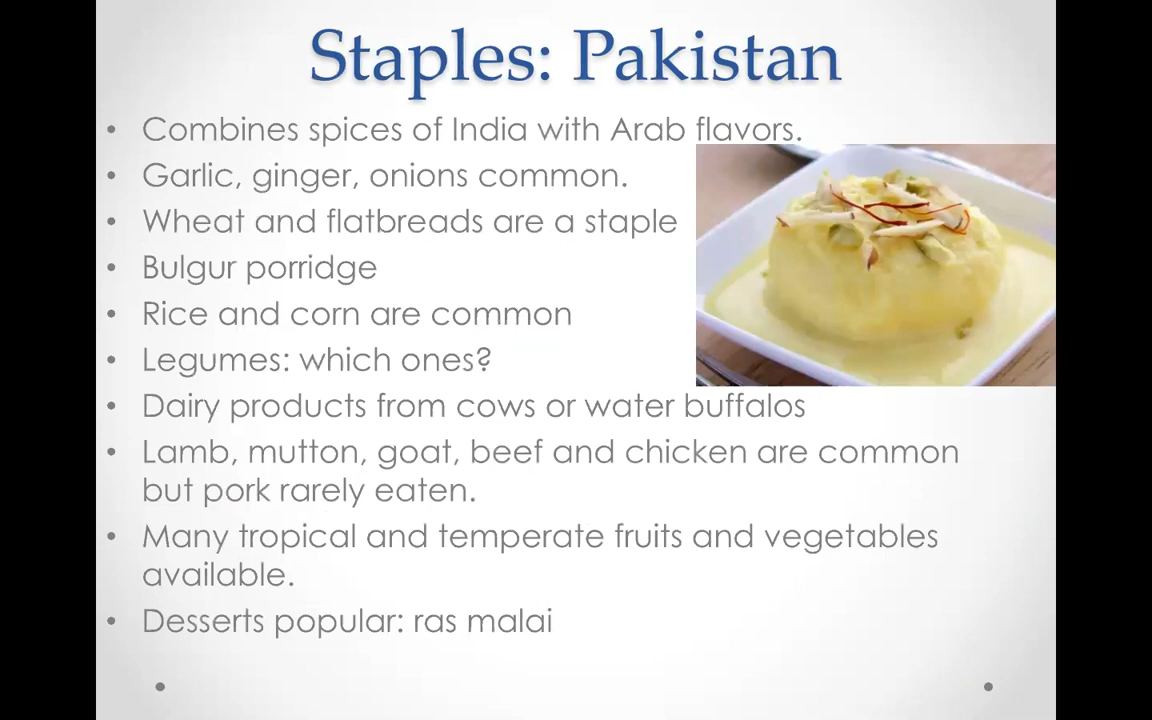 Staples: Pakistan
• Combines spices of India with Arab flavors.
• Garlic, ginger, onions common.
• Wheat and flatbreads are a staple
• Bulgur porridge
• Rice and corn are common
• Legumes: which ones?
• Dairy products from cows or water buffalos
• Lamb, mutton, goat, beef and chicken are common
but pork rarely eaten.
• Many tropical and temperate fruits and vegetables
available.
• Desserts popular: ras malai